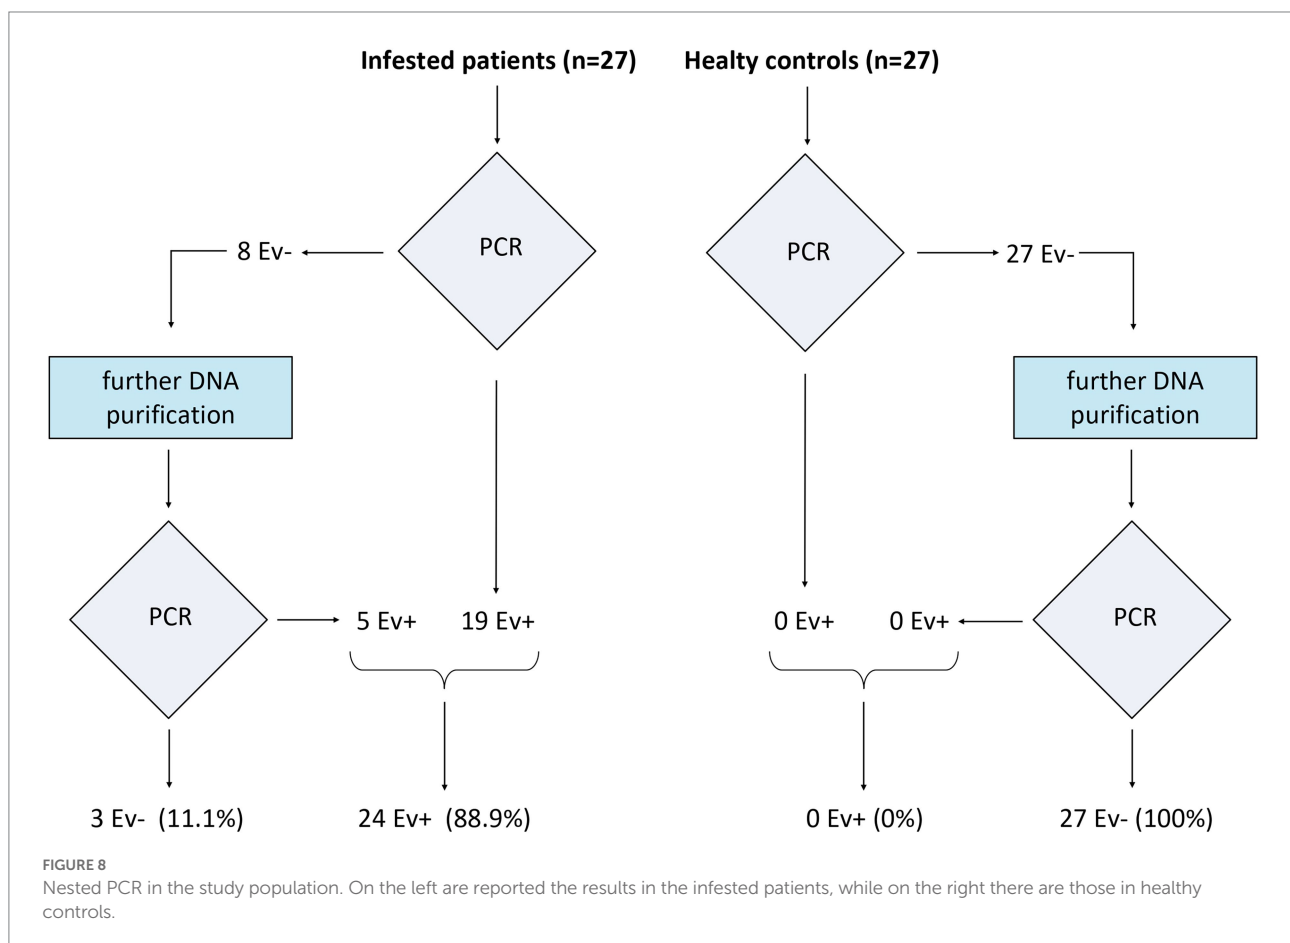 Infested patients (n=27)
Healty controls (n=27)
PCR
PCR
8 Ev-
27 Ev-
further DNA
purification
further DNA
purification
PCR
5 Ev+
19 Ev+
0 Ev+
0 Ev+
PCR
3 Ev- (11.1%)
24 Ev+ (88.9%)
0 Ev+ (0%)
27 Ev- (100%)
FIGURE 8
Nested PCR in the study population. On the left are reported the results in the infested patients, while on the right there are those in healthy
controls.